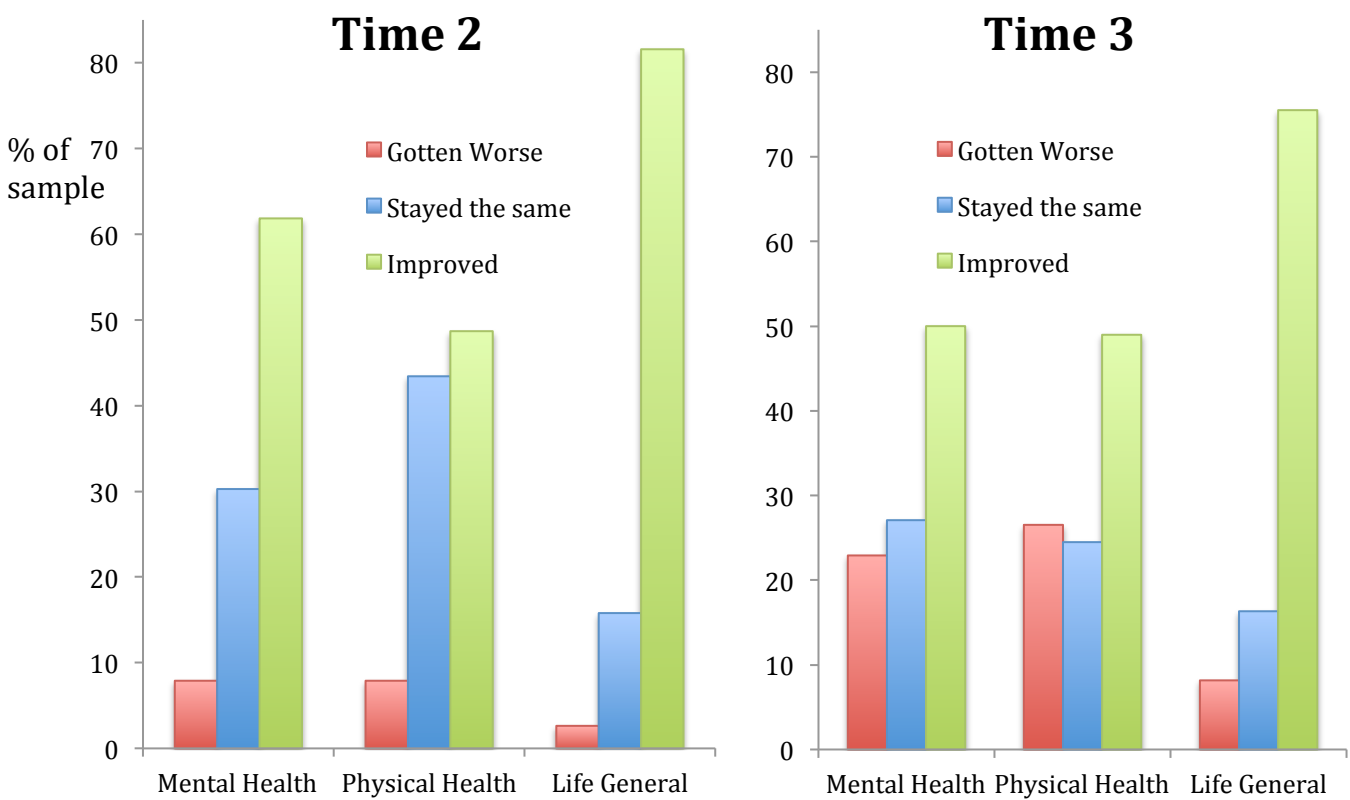 Time 2
80
% of 70
sample
60
50
40
30
20
10
0
Gotten Worse
Stayed the same
Improved
Mental Health Physical Health Life General
Time 3
80
70
60
50
40
30
20
10
0
Gotten Worse
Stayed the same
Improved
Mental Health Physical Health Life General